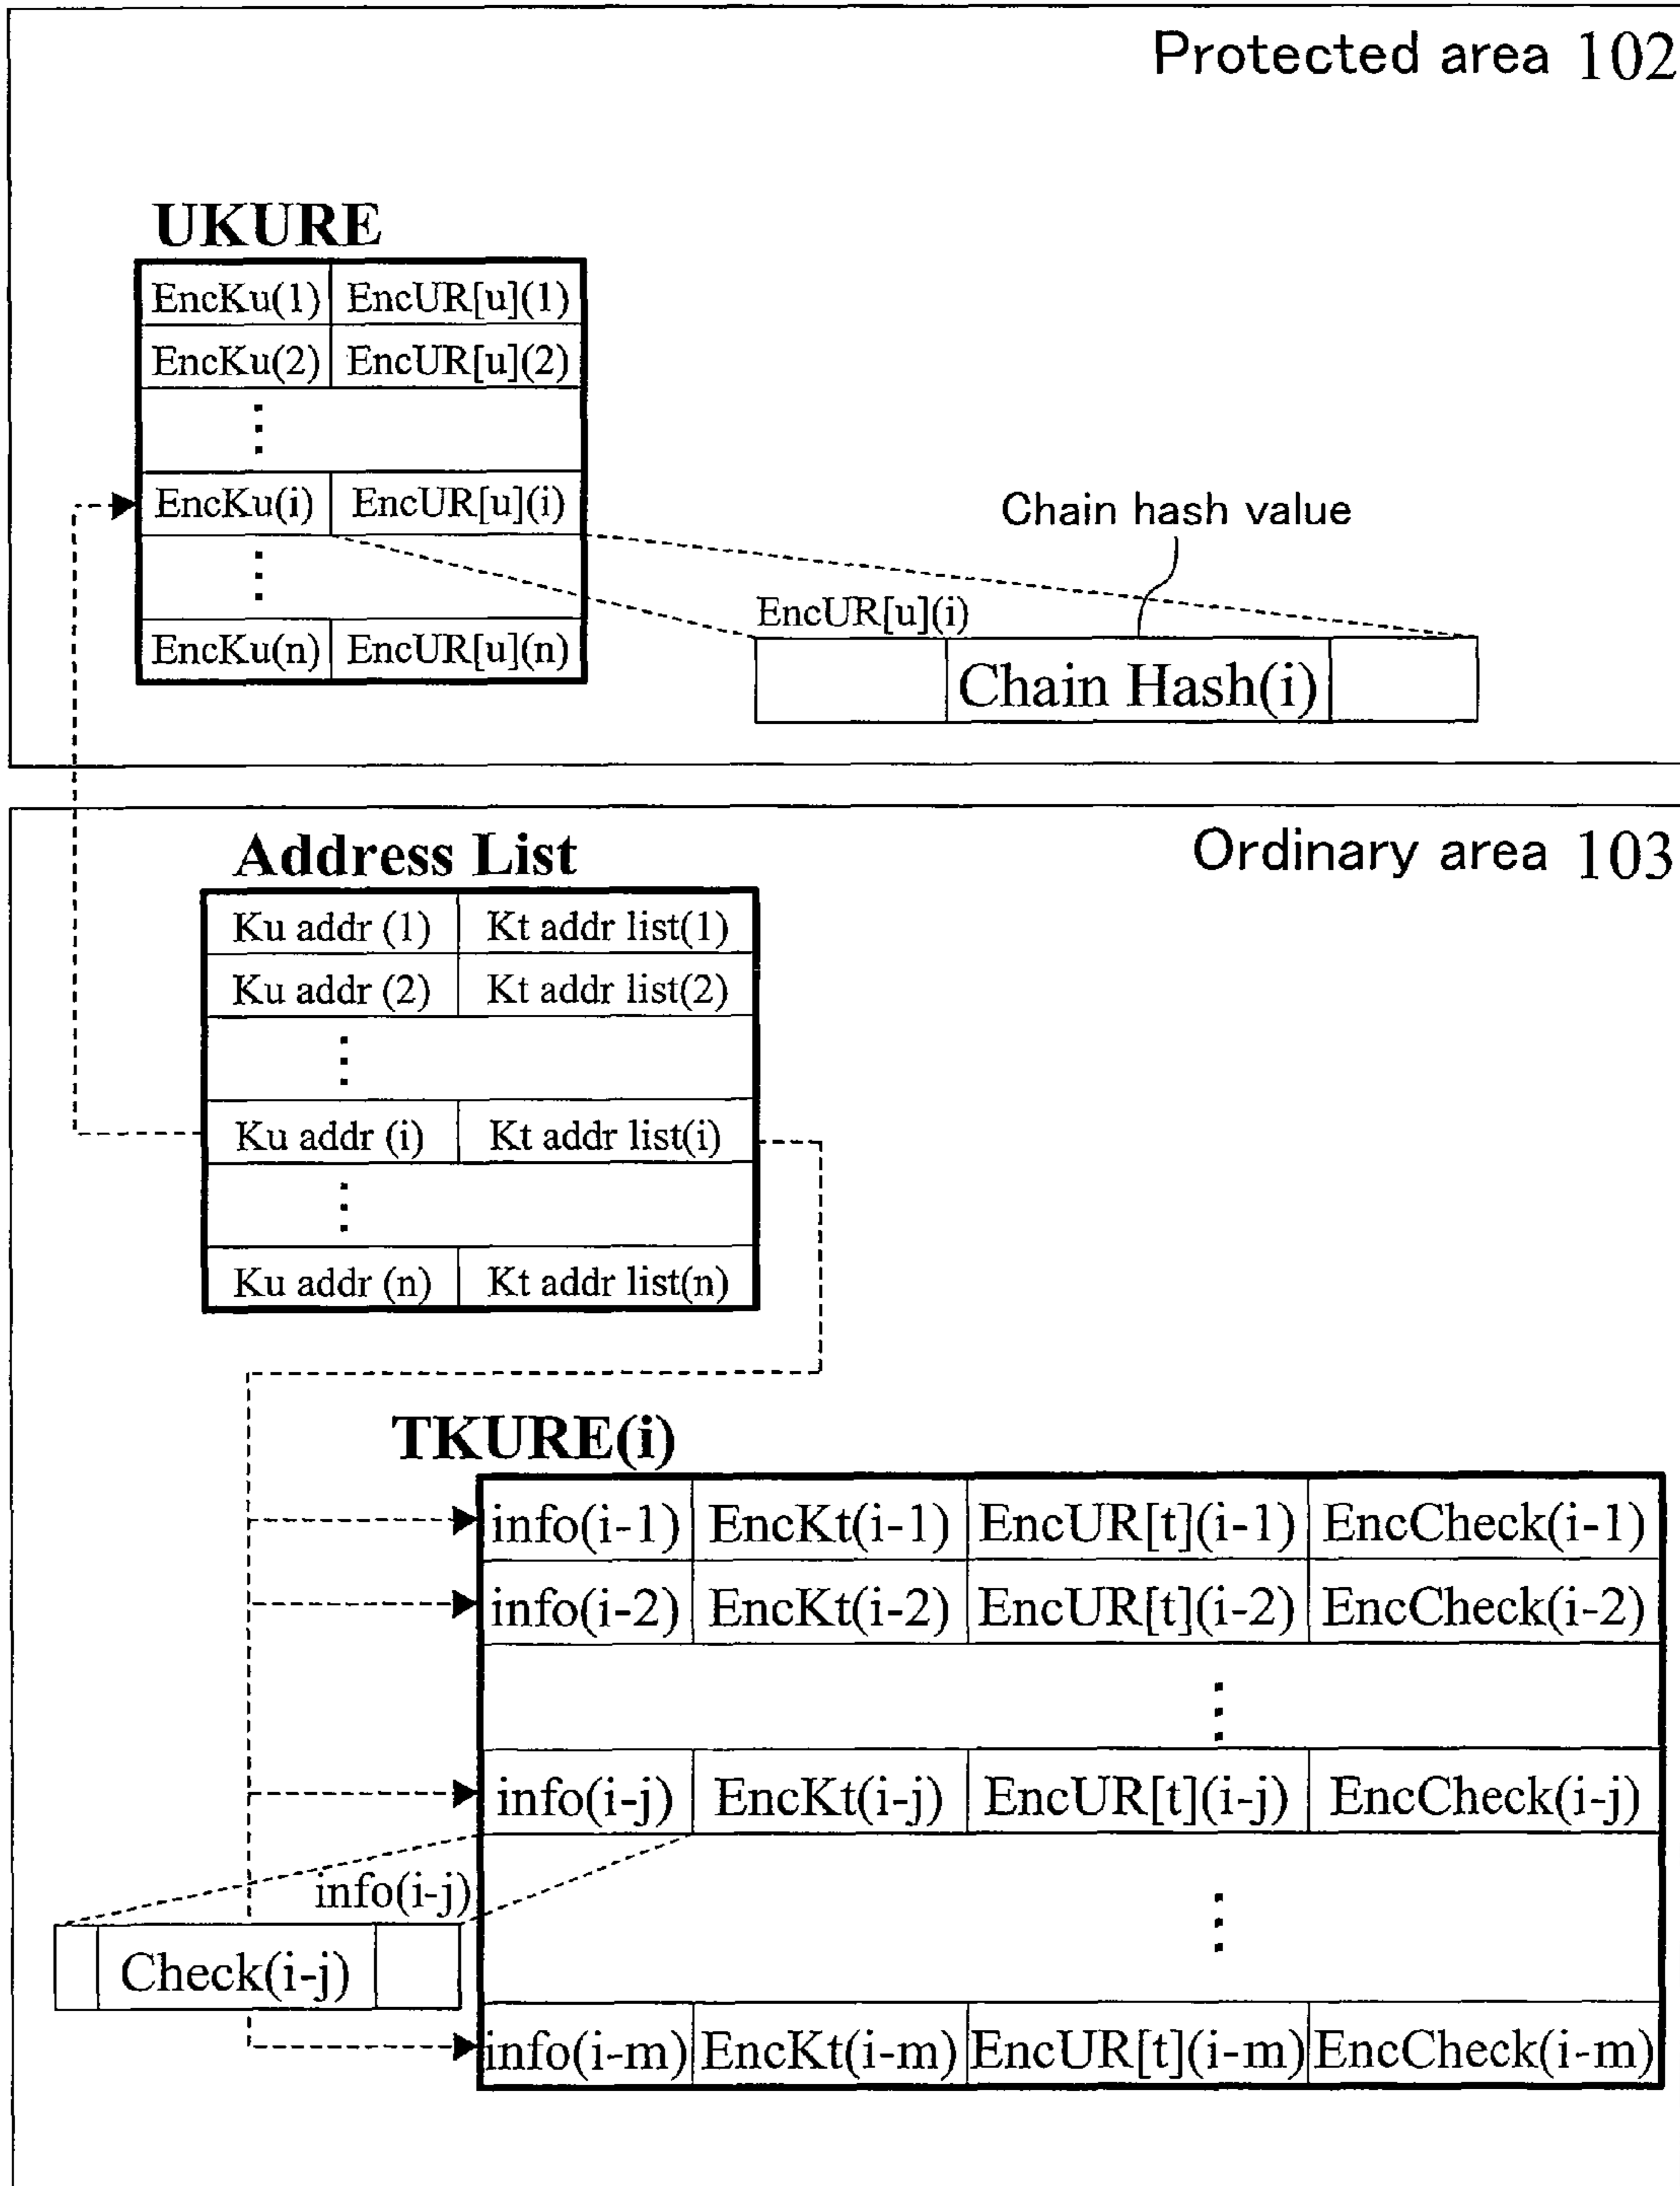 Protected area 102
UKURE
EncKu(1) EncUR[u](1)
EncKu(2) EncUR[u](2)
EncKu(i) EncUR[u](i)
Chain hash value
EncUR[u](i)
EncKu(n) EncUR[u](n)
Chain Hash(i)
Ordinary area 103
Address List
Ku addr (1) Kt addr list(1)
Ku addr (2) Kt addr list(2)
Ku addr (i) Kt addr list(i)
Ku addr (n) Kt addr list(n)
TKURE(i)
info(i-1) EncKt(i-1) EncUR[t](i-1) EncCheck(i-1)
info(i-2) EncKt(i-2) EncUR[t](i-2) EncCheck(i-2)
info(i-j) EncKt(i-j) EncUR[t](i-j) EncCheck(i-j)
info(i-j)
Check(i-j)
info(i-m) EncKt(i-m) EncUR[t](i-m) EncCheck(i-m)